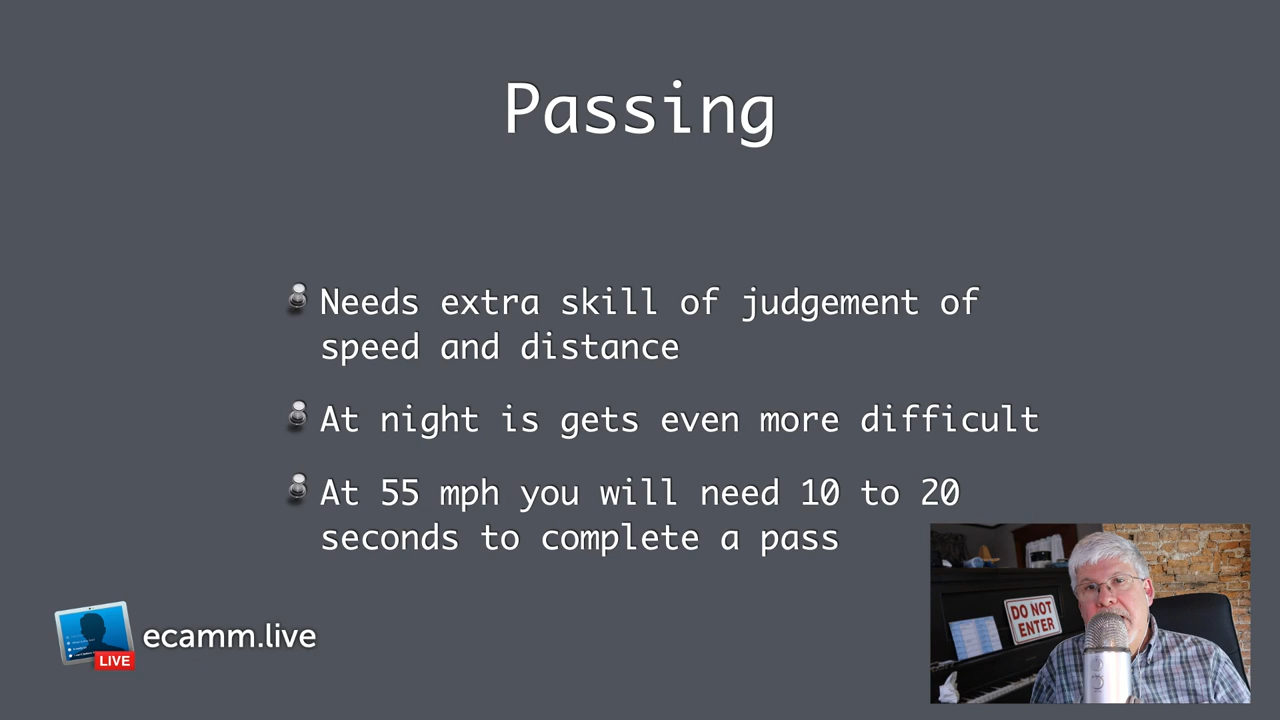 Passing
Needs extra skill of judgement of
speed and distance
At night is gets even more difficult
At 55 mph you will need 10 to 20
seconds to complete a pass
DO NOT
ENTER
LIVE
ecamm.live